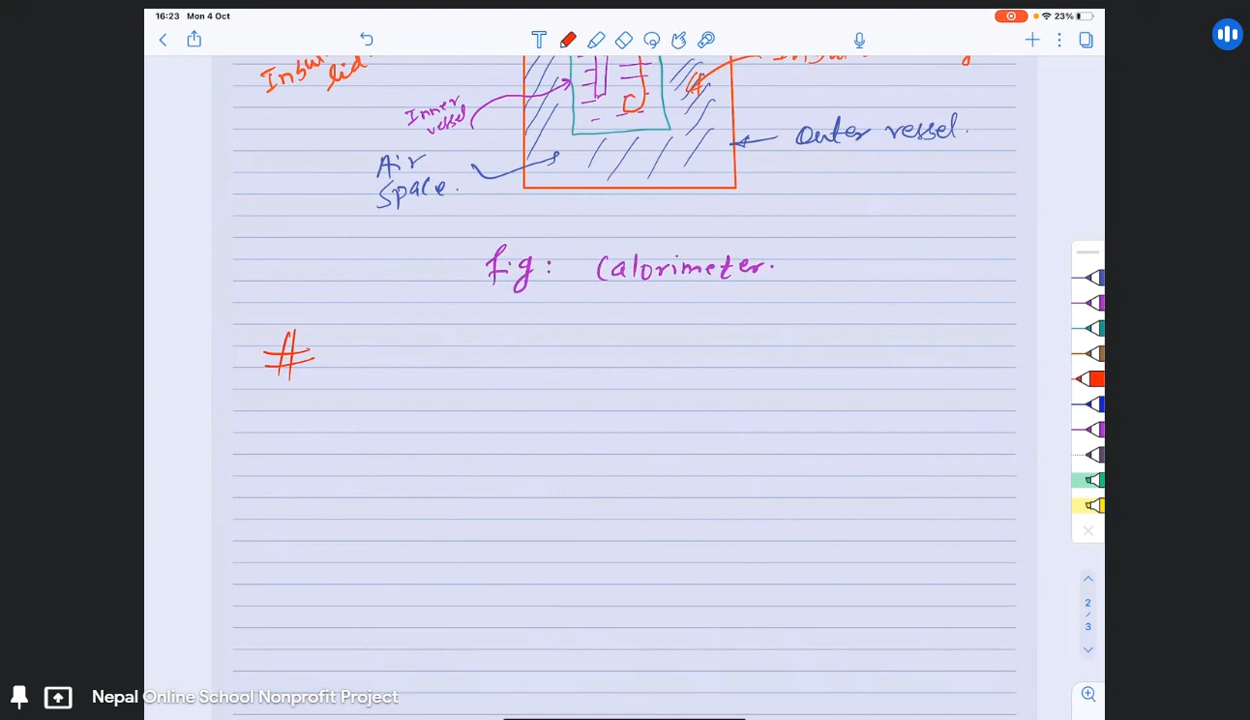 16:23 Mon 4 Oct
23%
T
lid.
Inner
vessel
Outer vessel.
Air
space.
fig: Calorimeter.
#
2
/
3
Nepal Online School Nonprofit Project